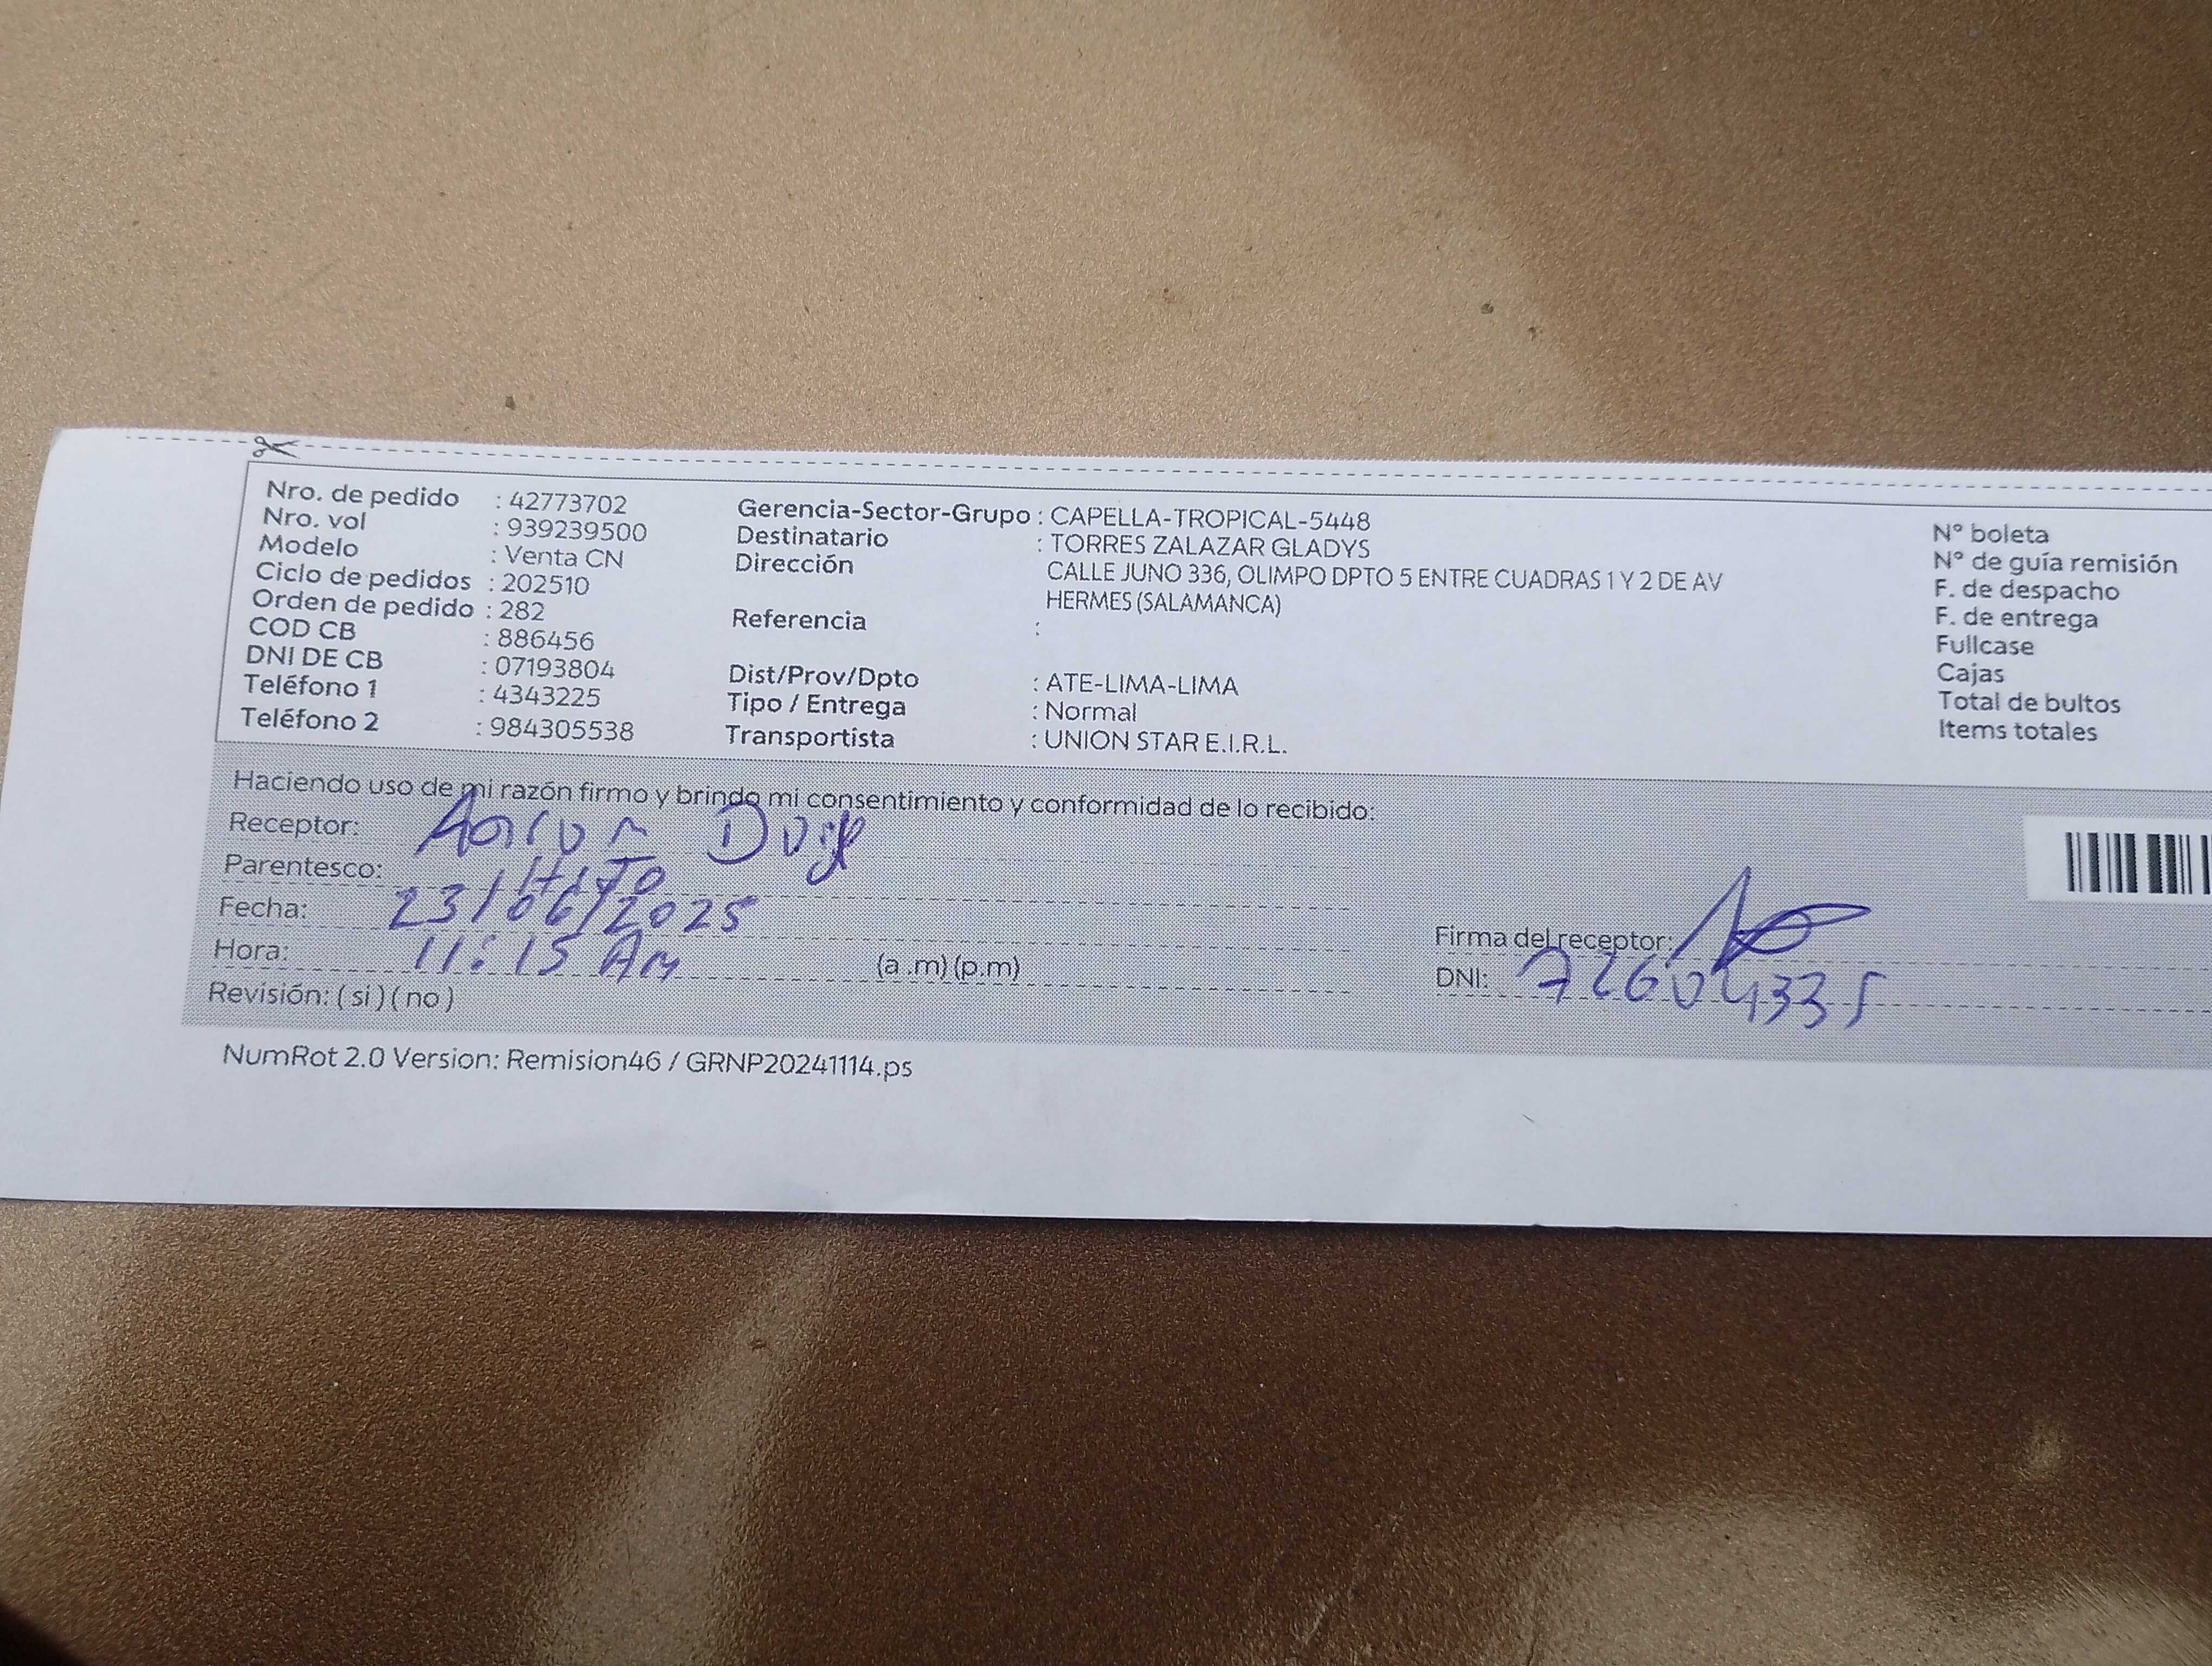 Nro. de pedido : 42773702
Nro. vol : 939239500
Modelo : Venta CN
Ciclo de pedidos : 202510
Orden de pedido : 282
COD CB : 886456
DNI DE CB : 07193804
Teléfono 1 : 4343225
Teléfono 2 : 984305538
Gerencia-Sector-Grupo : CAPELLA-TROPICAL-5448
Destinatario : TORRES ZALAZAR GLADYS
Dirección CALLE JUNO 336, OLIMPO DPTO 5 ENTRE CUADRAS 1 Y 2 DE AV
HERMES (SALAMANCA)
Referencia :
Dist/Prov/Dpto : ATE-LIMA-LIMA
Tipo / Entrega : Normal
Transportista : UNION STAR E.I.R.L.
N° boleta
N° de guía remisión
F. de despacho
F. de entrega
Fullcase
Cajas
Total de bultos
Items totales
Haciendo uso de mi razón firmo y brindo mi consentimiento y conformidad de lo recibido:
Receptor: Aaron
Parentesco: HIJO
Fecha: 23/06/2025
Hora: 11:15 AM (a.m)(p.m)
Revisión: (si)(no)
Firma del receptor:
DNI: 72604335
NumRot 2.0 Version: Remision46 / GRNP20241114.ps